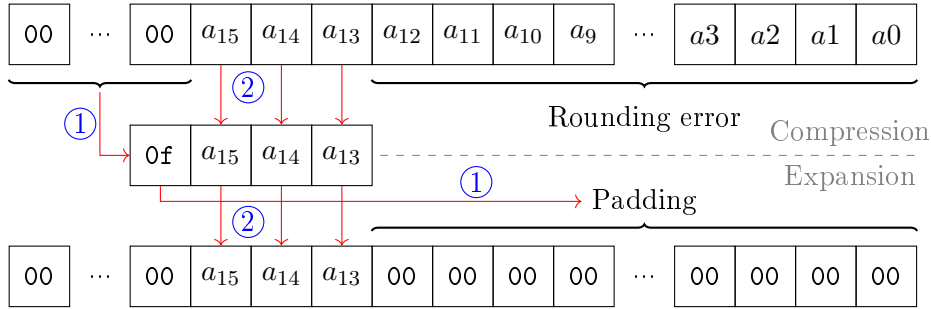 00 ... 00 a15 a14 a13 a12 a11 a10 a9 ... a3 a2 a1 a0
②
①
Rounding error
Compression
0f a15 a14 a13
Expansion
①
Padding
②
00 ... 00 a15 a14 a13 00 00 00 00 ... 00 00 00 00